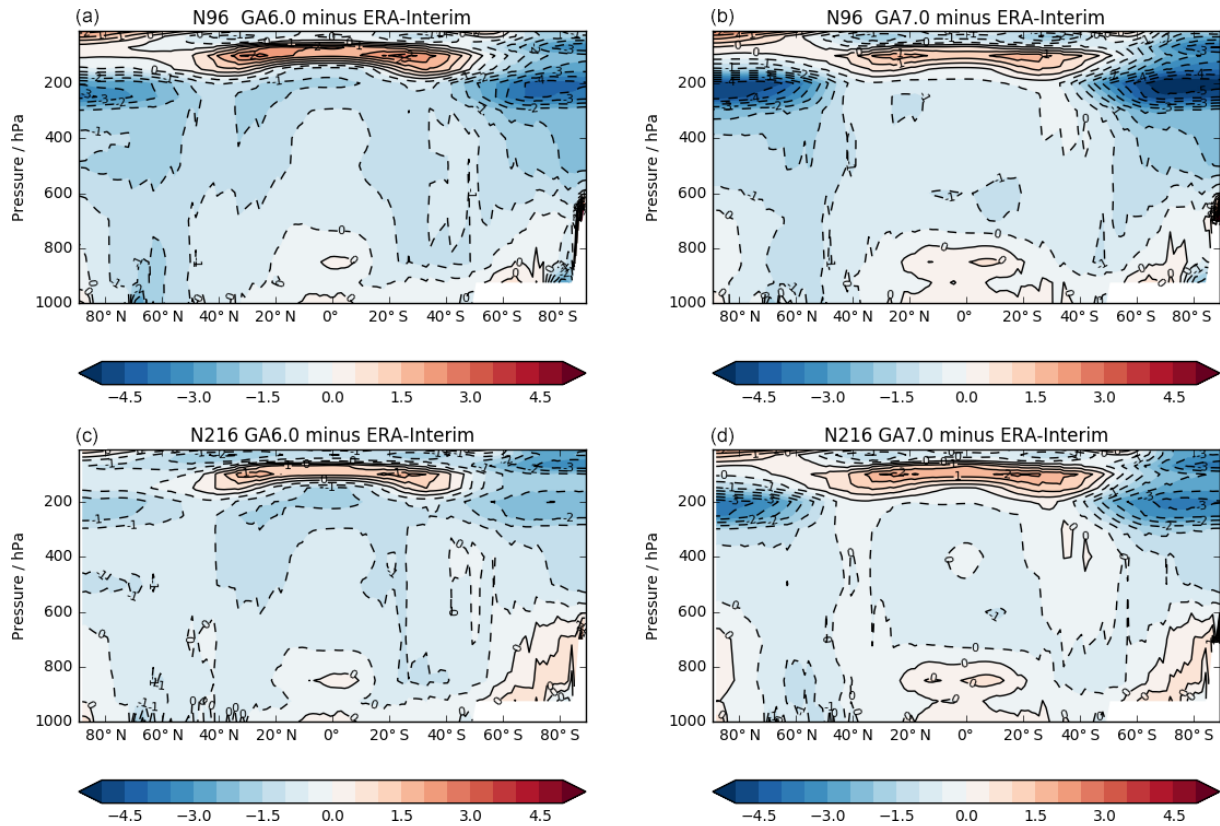 (a) N96 GA6.0 minus ERA-Interim
Pressure / hPa
200
400
600
800
1000
80° N 60° N 40° N 20° N 0° 20° S 40° S 60° S 80° S
−4.5 −3.0 −1.5 0.0 1.5 3.0 4.5
(b) N96 GA7.0 minus ERA-Interim
Pressure / hPa
200
400
600
800
1000
80° N 60° N 40° N 20° N 0° 20° S 40° S 60° S 80° S
−4.5 −3.0 −1.5 0.0 1.5 3.0 4.5
(c) N216 GA6.0 minus ERA-Interim
Pressure / hPa
200
400
600
800
1000
80° N 60° N 40° N 20° N 0° 20° S 40° S 60° S 80° S
−4.5 −3.0 −1.5 0.0 1.5 3.0 4.5
(d) N216 GA7.0 minus ERA-Interim
Pressure / hPa
200
400
600
800
1000
80° N 60° N 40° N 20° N 0° 20° S 40° S 60° S 80° S
−4.5 −3.0 −1.5 0.0 1.5 3.0 4.5